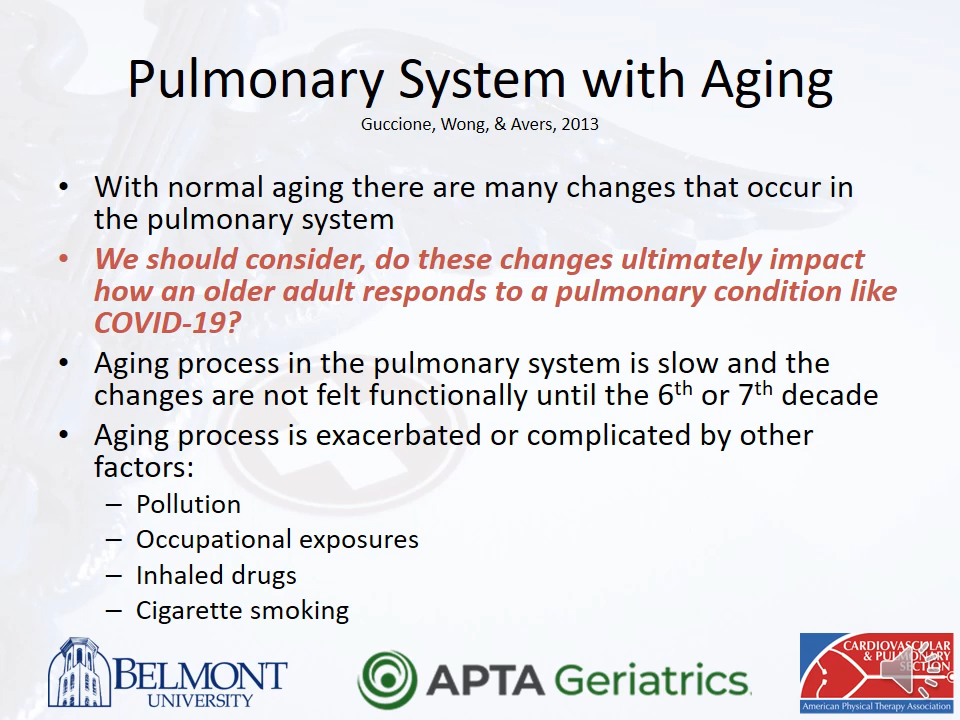 Pulmonary System with Aging
Guccione, Wong, & Avers, 2013
• With normal aging there are many changes that occur in
the pulmonary system
• We should consider, do these changes ultimately impact
how an older adult responds to a pulmonary condition like
COVID-19?
• Aging process in the pulmonary system is slow and the
changes are not felt functionally until the 6th or 7th decade
• Aging process is exacerbated or complicated by other
factors:
– Pollution
– Occupational exposures
– Inhaled drugs
– Cigarette smoking
BELMONT
UNIVERSITY
APTA Geriatrics.
CARDIOVASCULAR
& PULMONARY
SECTION
American Physical Therapy Association